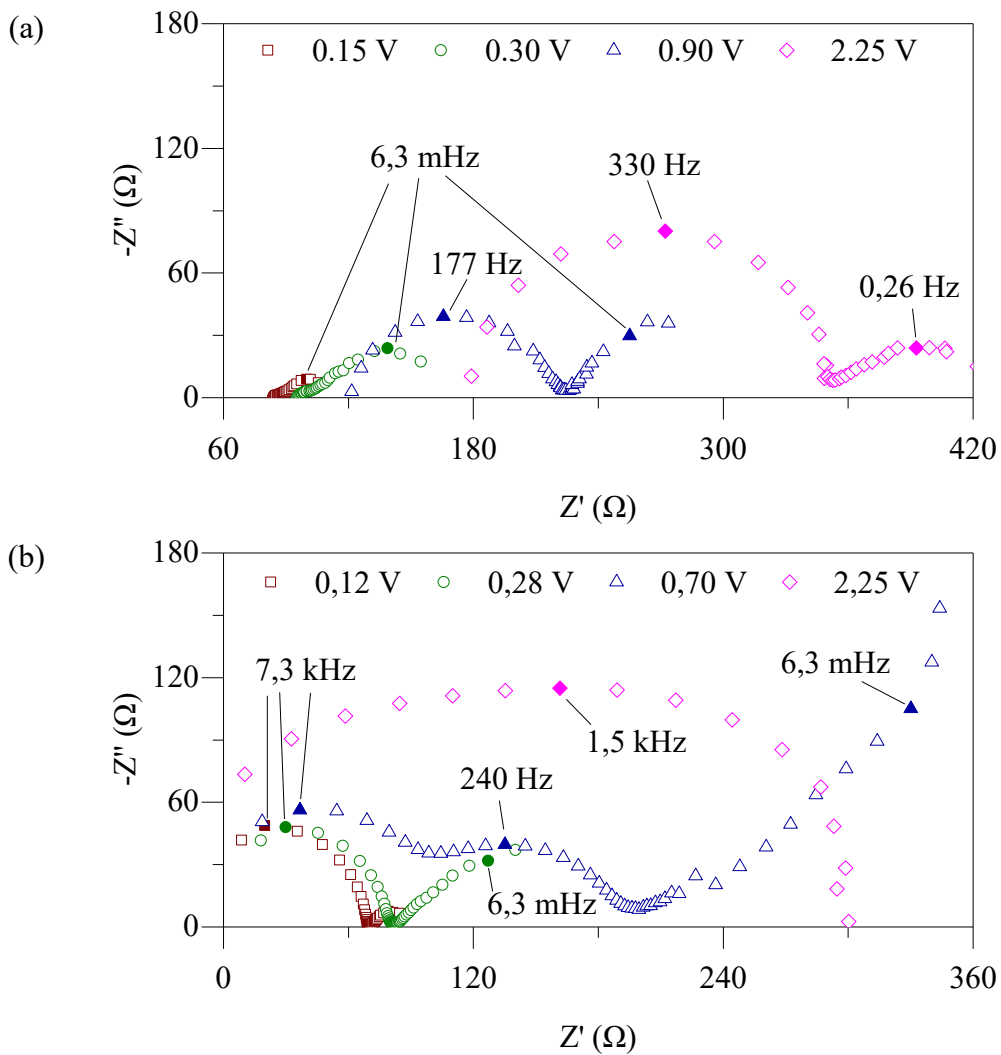 (a)
180
0.15 V 0.30 V 0.90 V 2.25 V
6,3 mHz
330 Hz
120
177 Hz
0,26 Hz
60
0
-Z" (Ω)
60 180 300 420
Z' (Ω)
(b)
180
0,12 V 0,28 V 0,70 V 2,25 V
7,3 kHz
6,3 mHz
120
1,5 kHz
240 Hz
60
6,3 mHz
0
-Z" (Ω)
0 120 240 360
Z' (Ω)